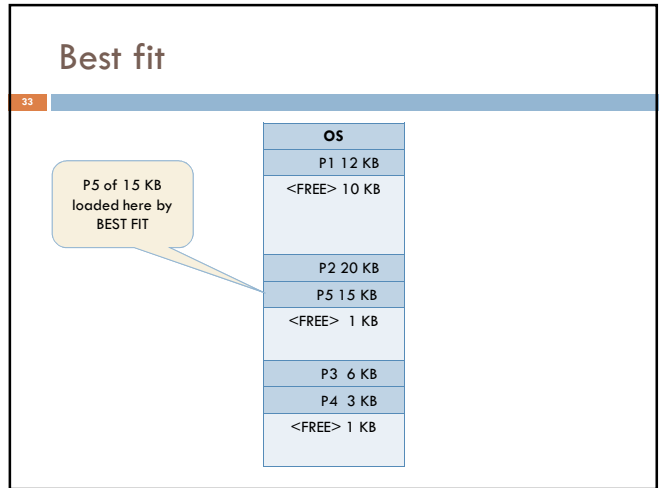 Best fit
33
OS
P1 12 KB
<FREE> 10 KB
P5 of 15 KB
loaded here by
BEST FIT
P2 20 KB
P5 15 KB
<FREE> 1 KB
P3 6 KB
P4 3 KB
<FREE> 1 KB